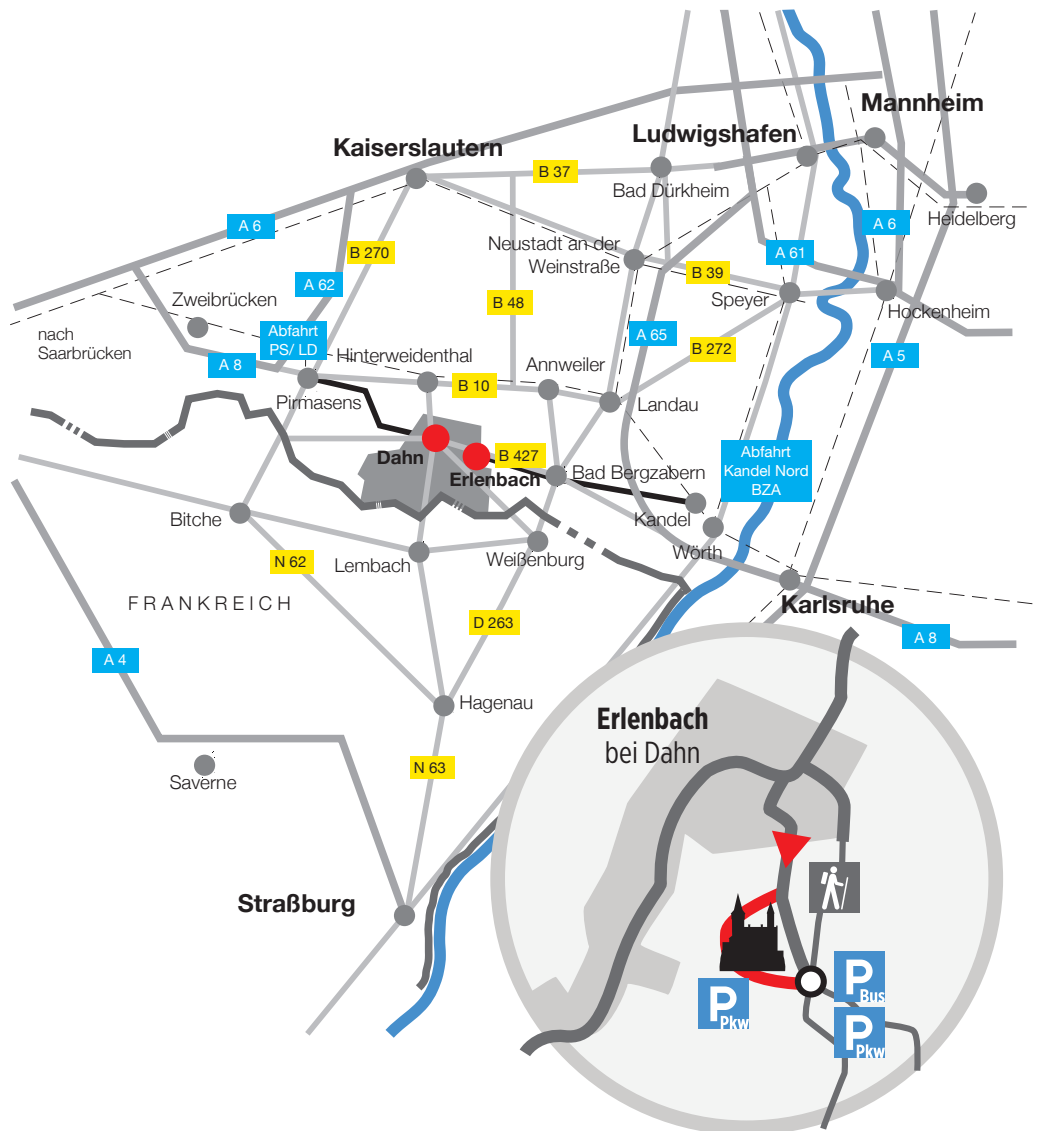 Mannheim
Ludwigshafen
Kaiserslautern
B 37
Bad Dürkheim
Heidelberg
A 6
A 6
B 270
Neustadt an der
Weinstraße
A 61
B 39
A 62
Zweibrücken
B 48
Speyer
Hockenheim
nach
Saarbrücken
Abfahrt
PS/ LD
A 65
B 272
A 5
Hinterweidenthal
Annweiler
A 8
B 10
Pirmasens
Landau
Dahn
B 427
Erlenbach
Bad Bergzabern
Abfahrt
Kandel Nord
BZA
Bitche
Kandel
Wörth
N 62
Lembach
Weißenburg
FRANKREICH
Karlsruhe
D 263
A 8
A 4
Hagenau
Erlenbach
bei Dahn
N 63
Saverne
Straßburg
P
Bus
P
Pkw
P
Pkw